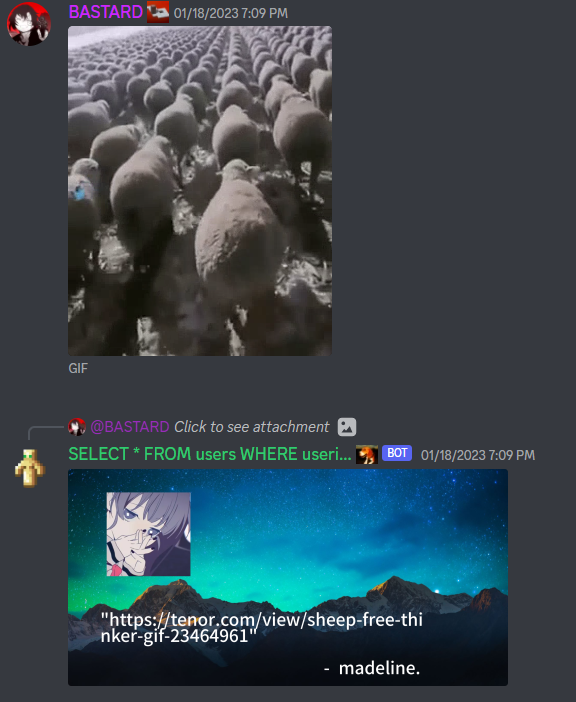 BASTARD 01/18/2023 7:09 PM
GIF
@BASTARD Click to see attachment
SELECT * FROM users WHERE useri... BOT 01/18/2023 7:09 PM
"https://tenor.com/view/sheep-free-thi
nker-gif-23464961"
- madeline.